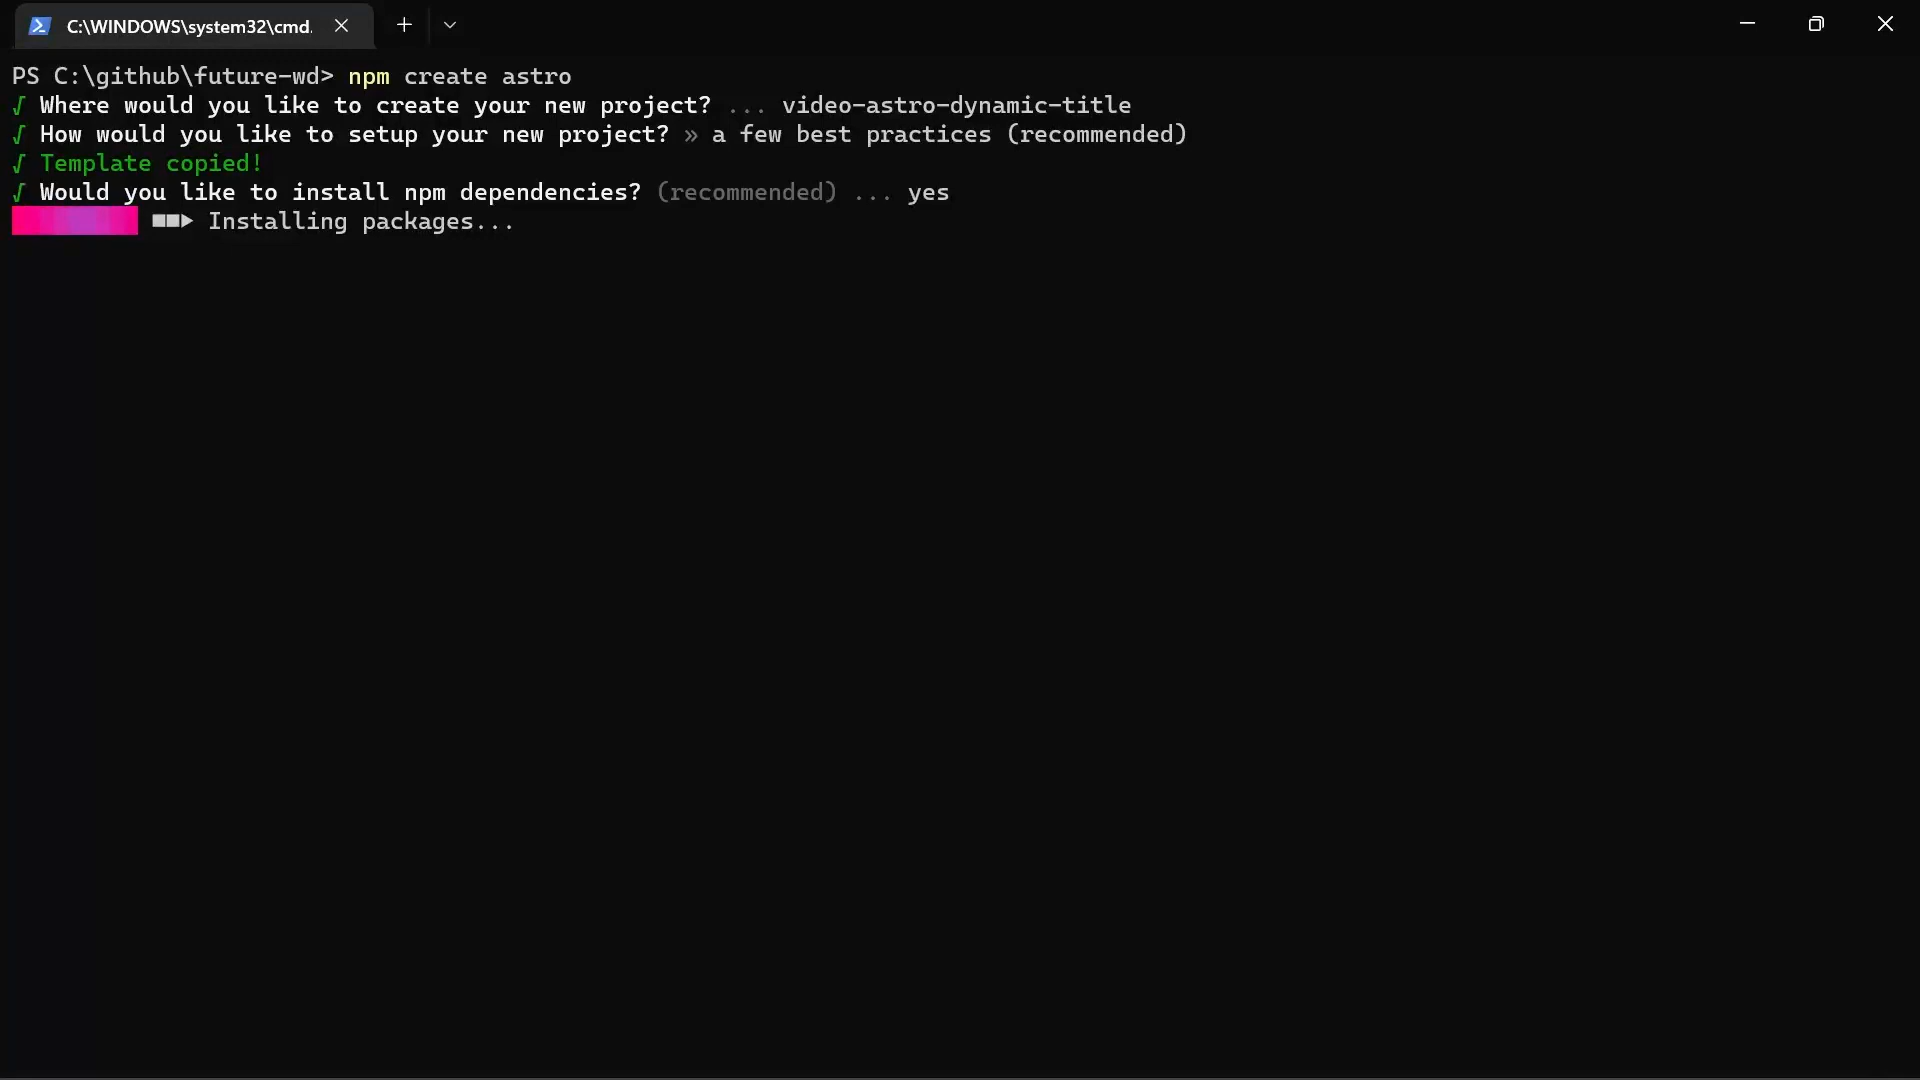 C:\WINDOWS\system32\cmd.
PS C:\github\future-wd> npm create astro
√ Where would you like to create your new project? ... video-astro-dynamic-title
√ How would you like to setup your new project? » a few best practices (recommended)
√ Template copied!
√ Would you like to install npm dependencies? (recommended) ... yes
■■▶ Installing packages...